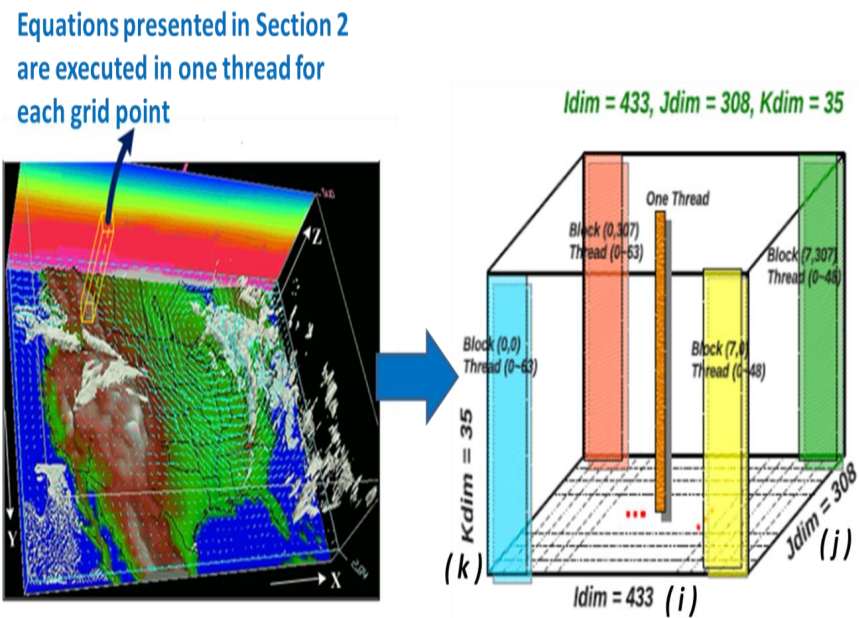 Equations presented in Section 2
are executed in one thread for
each grid point
Z
Y
X
Idim = 433, Jdim = 308, Kdim = 35
One Thread
Block (0,307)
Thread (0~63)
Block (7,307)
Thread (0~48)
Block (0,0)
Thread (0~63)
Block (7,0)
Thread (0~48)
Kdim = 35
(k)
Idim = 433 (i)
Jdim = 308
(j)